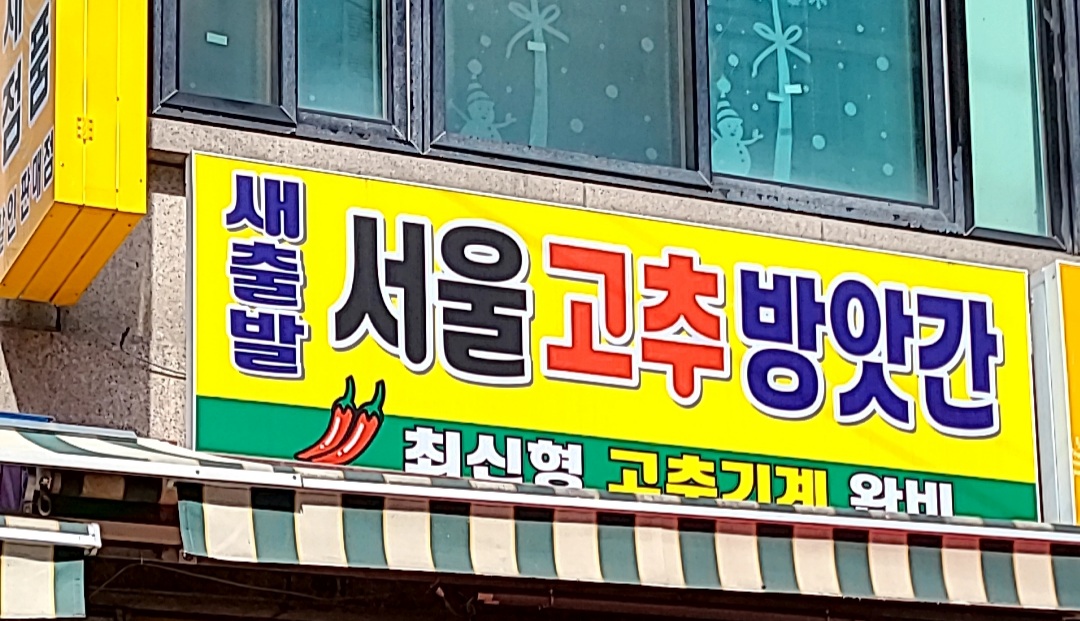 새출발
서울고추방앗간
최신형 고추기계 완비